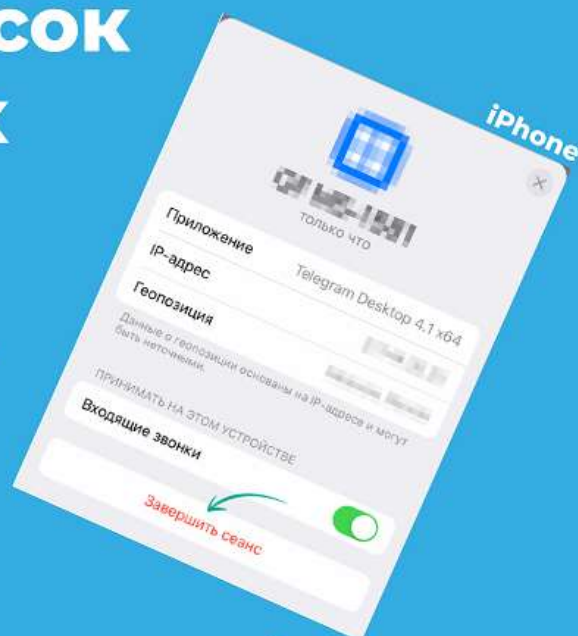 сок
к
iPhone
только что
Приложение Telegram Desktop 4.1 x64
IP-адрес
Геопозиция
Данные о геопозиции основаны на IP-адресе и могут
быть неточными.
ПРИНИМАТЬ НА ЭТОМ УСТРОЙСТВЕ
Входящие звонки
Завершить сеанс